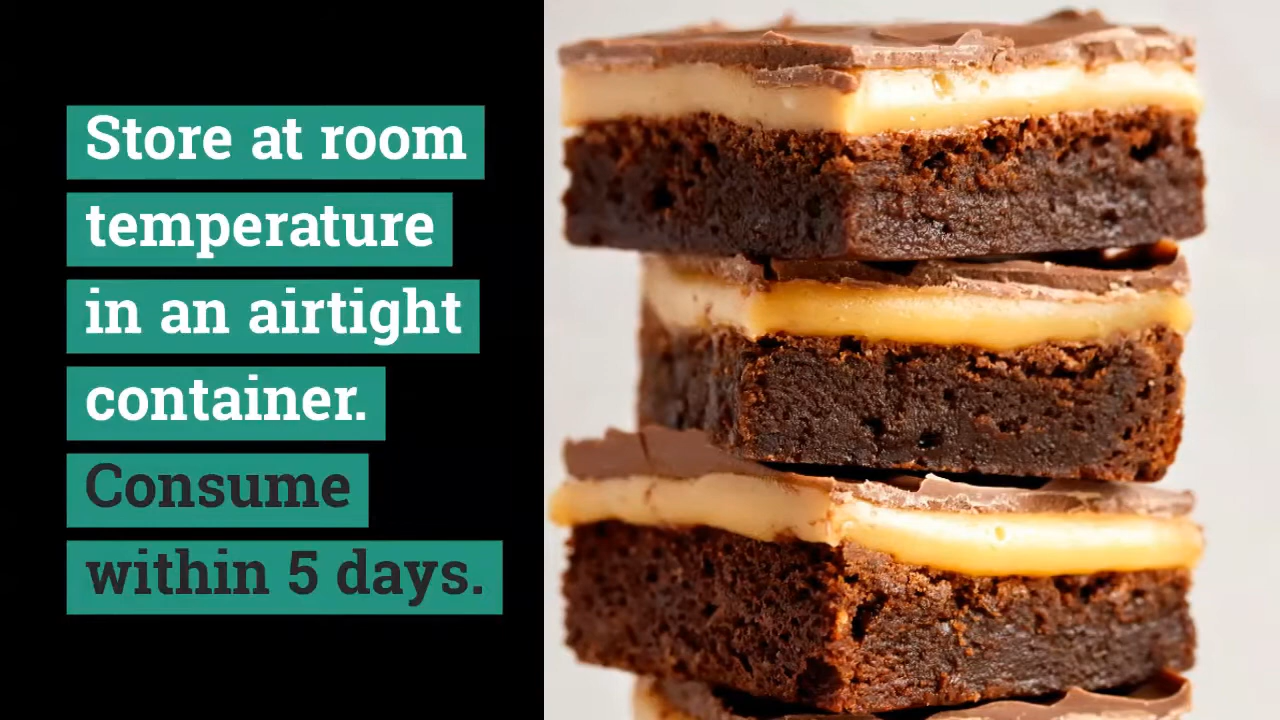 Store at room
temperature
in an airtight
container.
Consume
within 5 days.